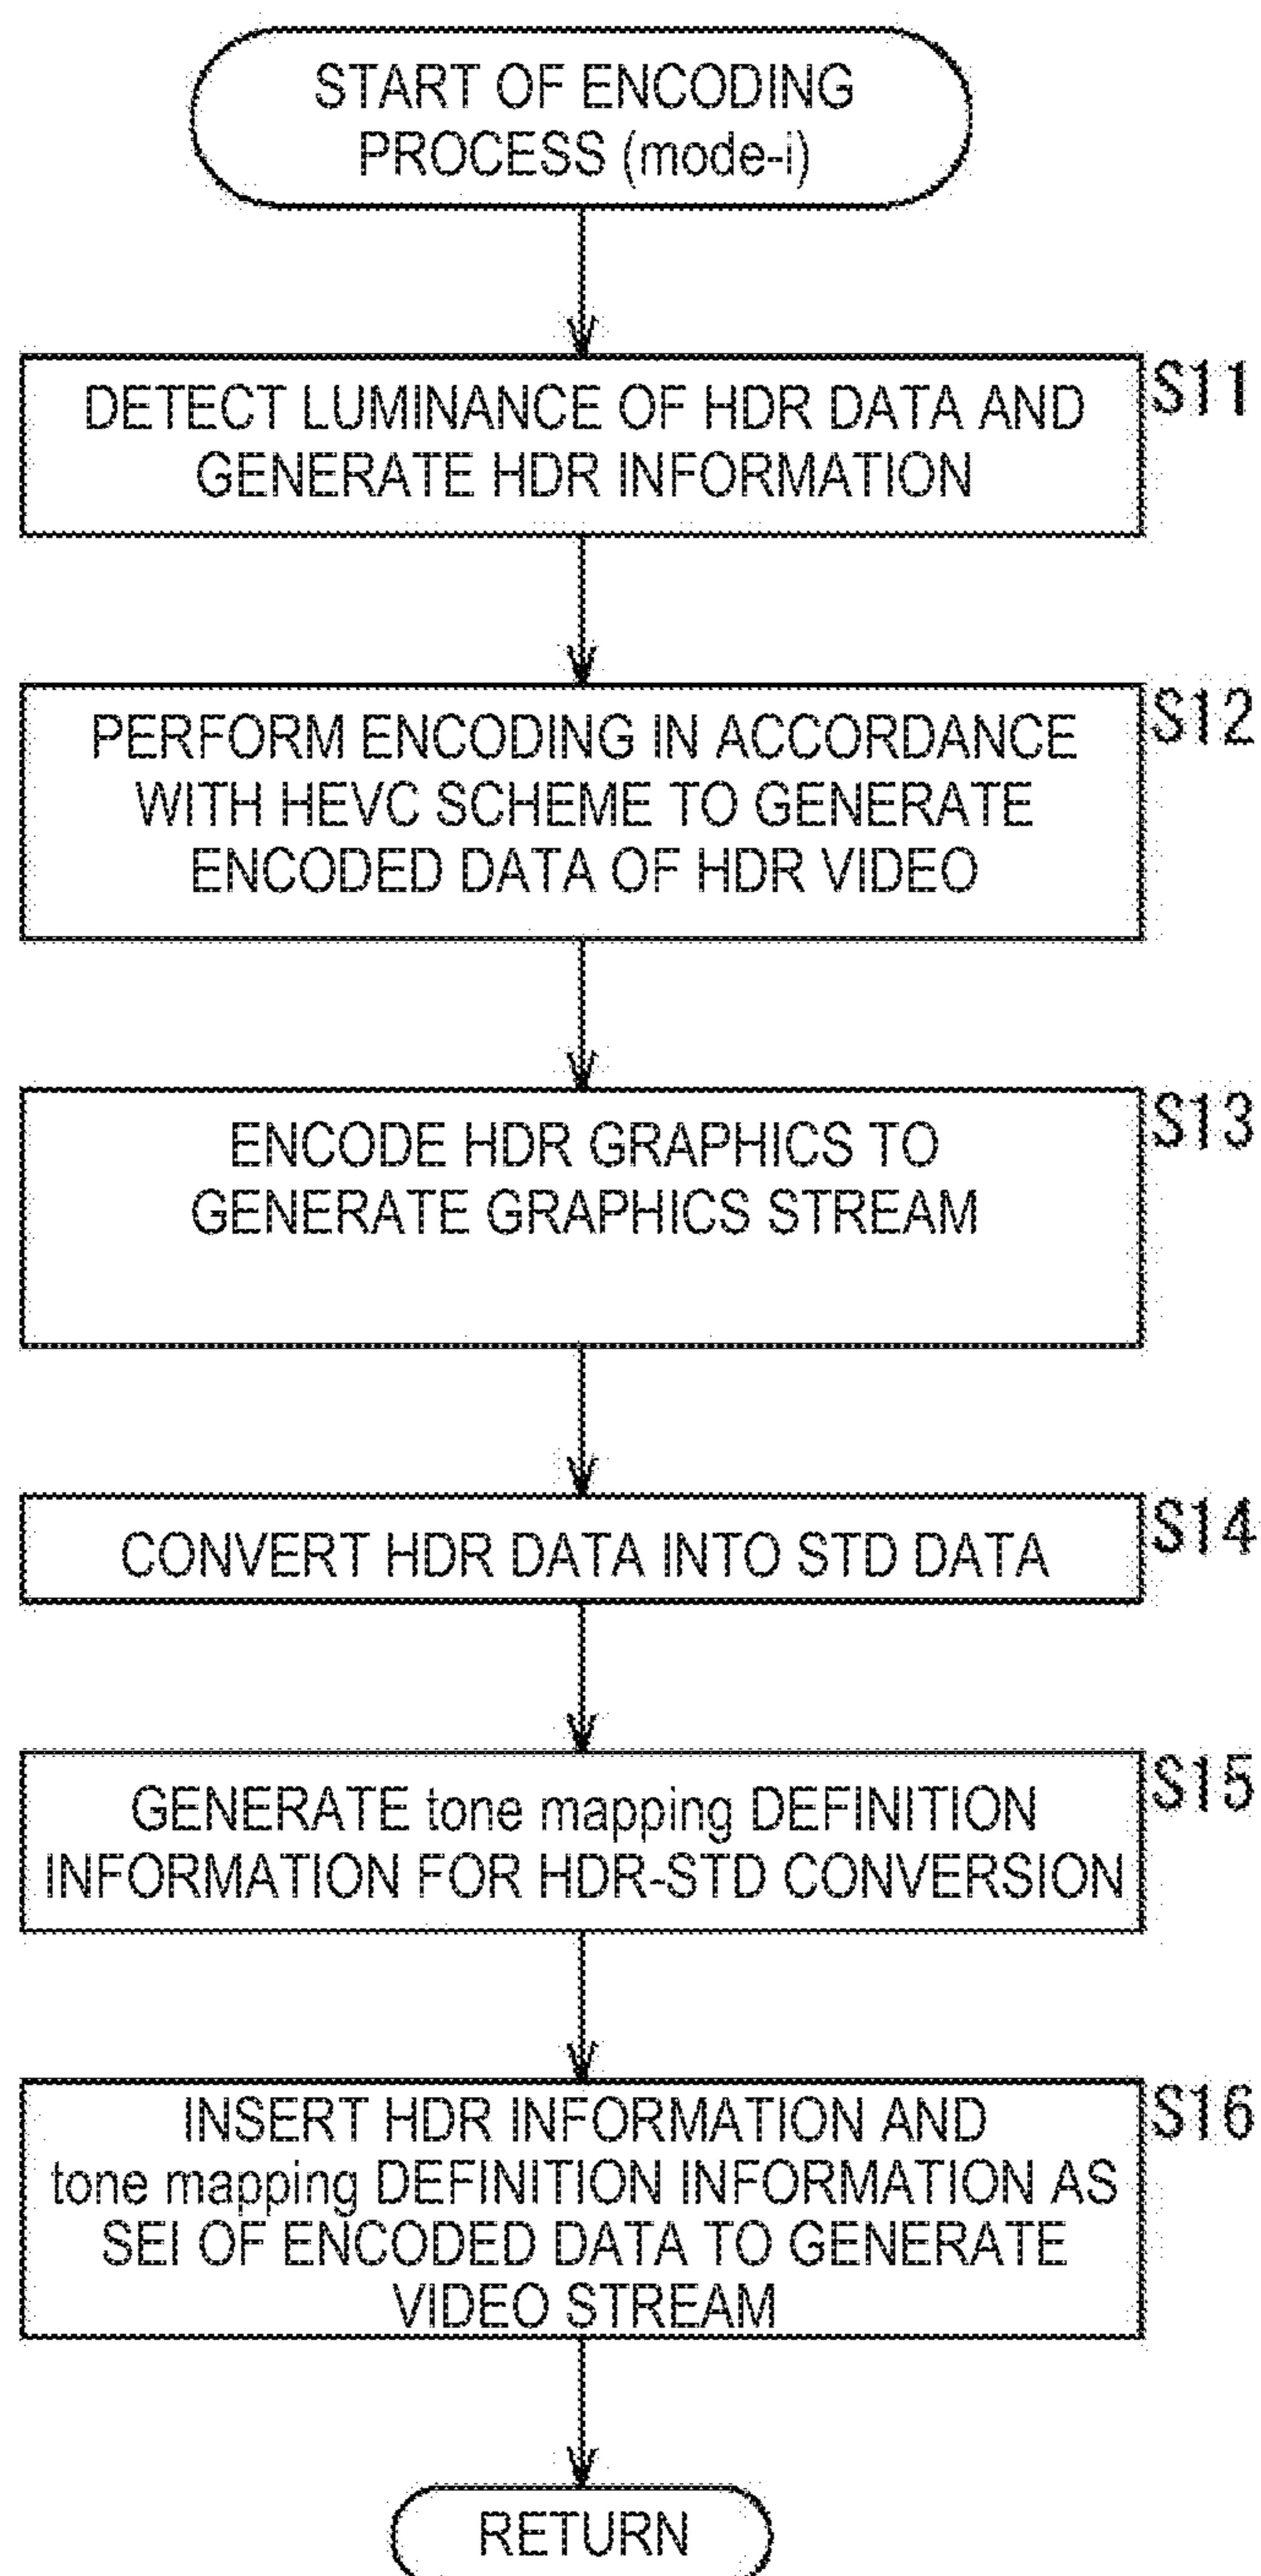 START OF ENCODING
PROCESS (mode-i)
S11
DETECT LUMINANCE OF HDR DATA AND
GENERATE HDR INFORMATION
S12
PERFORM ENCODING IN ACCORDANCE
WITH HEVC SCHEME TO GENERATE
ENCODED DATA OF HDR VIDEO
S13
ENCODE HDR GRAPHICS TO
GENERATE GRAPHICS STREAM
S14
CONVERT HDR DATA INTO STD DATA
S15
GENERATE tone mapping DEFINITION
INFORMATION FOR HDR-STD CONVERSION
S16
INSERT HDR INFORMATION AND
tone mapping DEFINITION INFORMATION AS
SEI OF ENCODED DATA TO GENERATE
VIDEO STREAM
RETURN